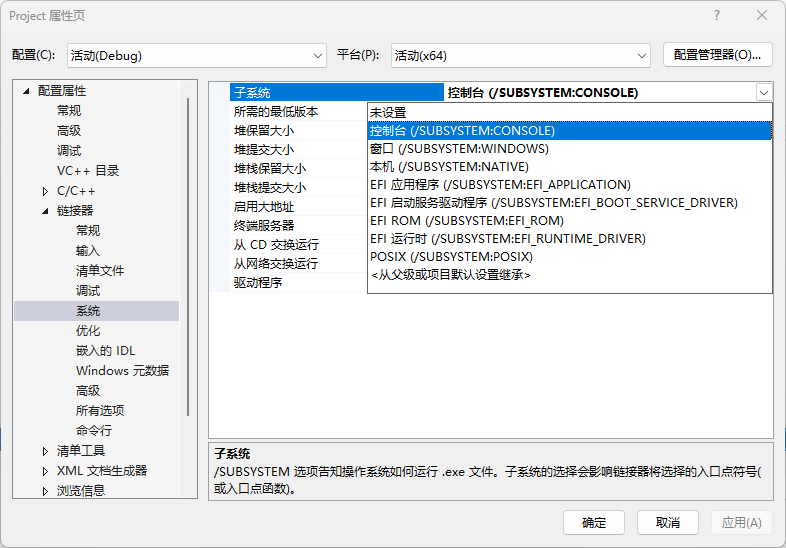 Project 属性页
配置(C):
活动(Debug)
平台(P):
活动(x64)
配置管理器(O)...
配置属性
常规
高级
调试
VC++ 目录
C/C++
链接器
常规
输入
清单文件
调试
系统
优化
嵌入的 IDL
Windows 元数据
高级
所有选项
命令行
清单工具
XML 文档生成器
浏览信息
子系统
控制台 (/SUBSYSTEM:CONSOLE)
所需的最低版本
堆保留大小
堆提交大小
堆栈保留大小
堆栈提交大小
启用大地址
终端服务器
从 CD 交换运行
从网络交换运行
驱动程序
未设置
控制台 (/SUBSYSTEM:CONSOLE)
窗口 (/SUBSYSTEM:WINDOWS)
本机 (/SUBSYSTEM:NATIVE)
EFI 应用程序 (/SUBSYSTEM:EFI_APPLICATION)
EFI 启动服务驱动程序 (/SUBSYSTEM:EFI_BOOT_SERVICE_DRIVER)
EFI ROM (/SUBSYSTEM:EFI_ROM)
EFI 运行时 (/SUBSYSTEM:EFI_RUNTIME_DRIVER)
POSIX (/SUBSYSTEM:POSIX)
<从父级或项目默认设置继承>
子系统
/SUBSYSTEM 选项告知操作系统如何运行 .exe 文件。子系统的选择会影响链接器将选择的入口点符号(
或入口点函数)。
确定
取消
应用(A)